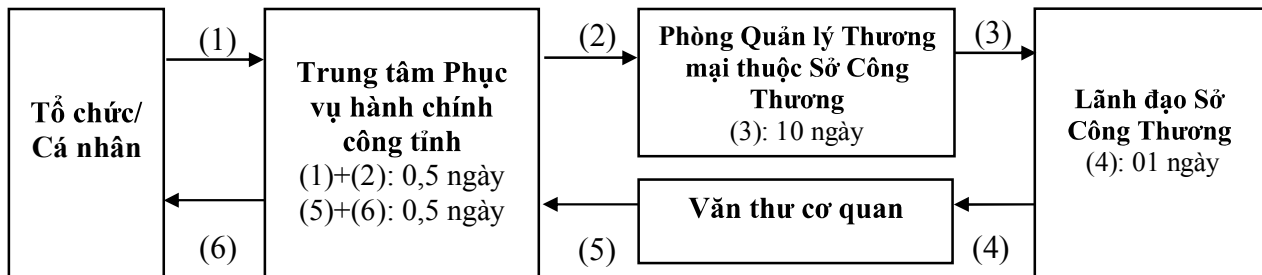 Tổ chức/
Cá nhân
(1)
(6)
Trung tâm Phục
vụ hành chính
công tỉnh
(1)+(2): 0,5 ngày
(5)+(6): 0,5 ngày
(2)
(5)
Phòng Quản lý Thương
mại thuộc Sở Công
Thương
(3): 10 ngày
Văn thư cơ quan
(3)
(4)
Lãnh đạo Sở
Công Thương
(4): 01 ngày